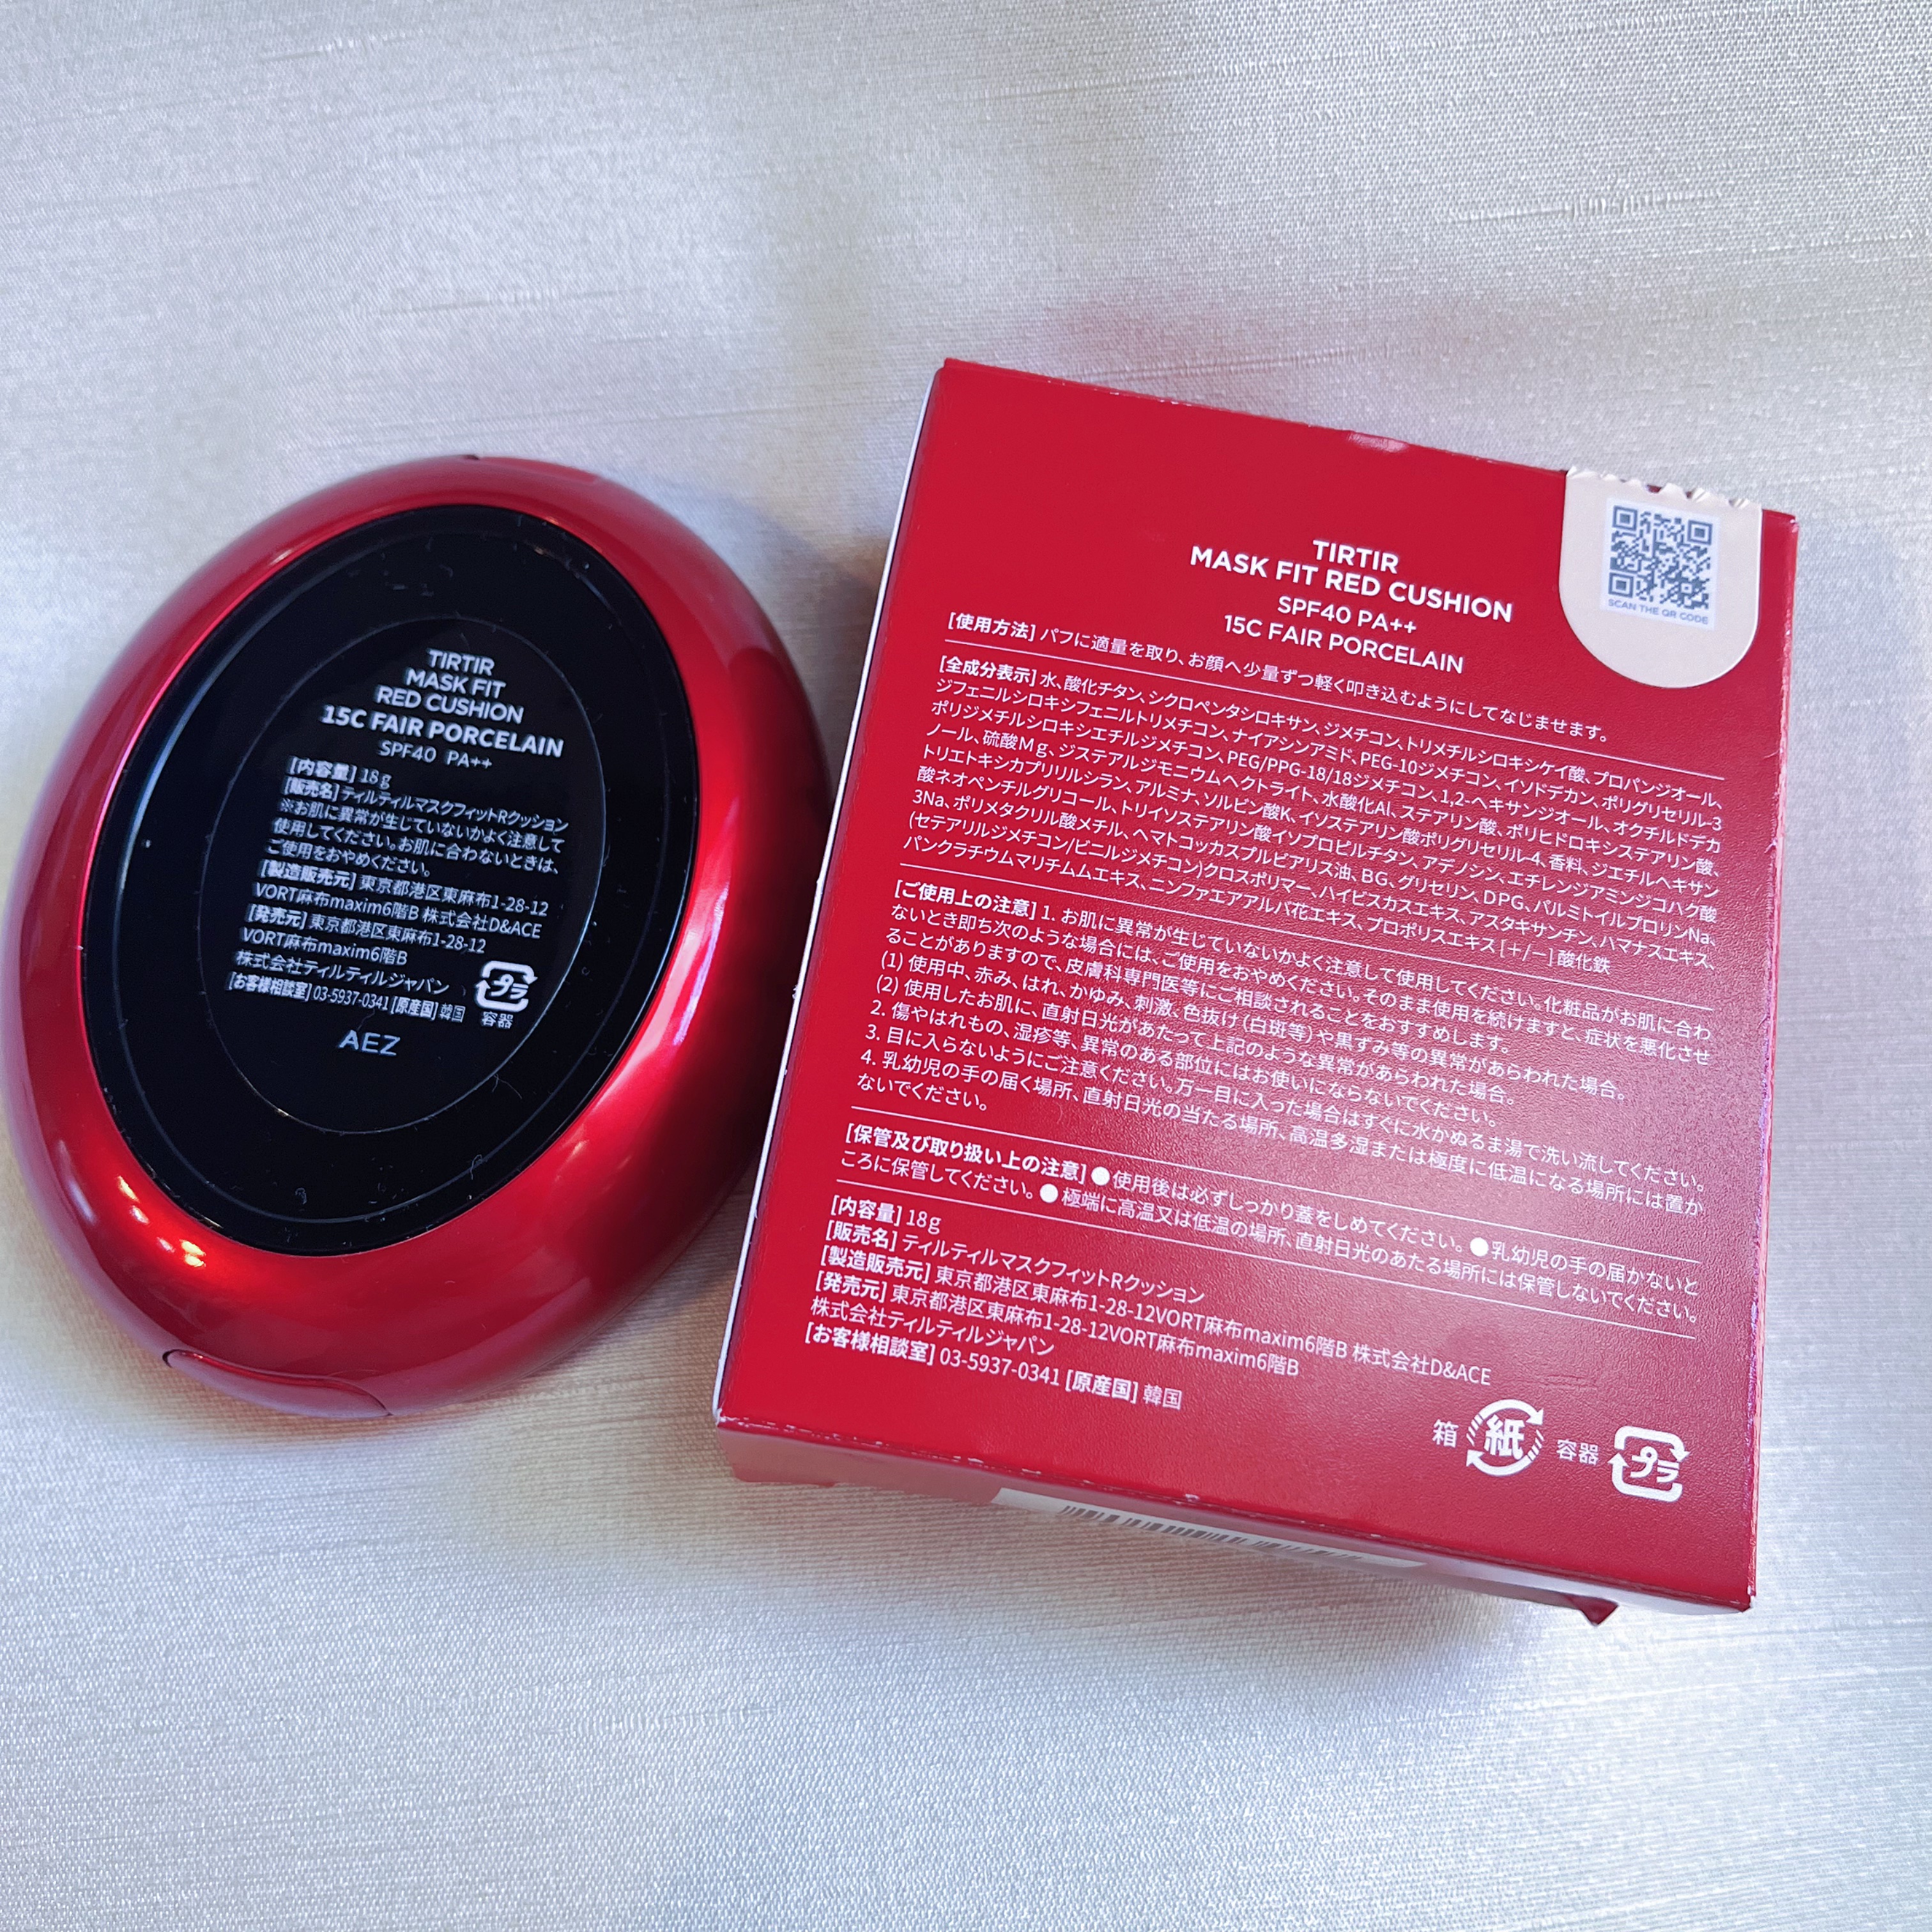 TIRTIR
MASK FIT
RED CUSHION
15C FAIR PORCELAIN
SPF40 PA++
[内容量] 18g
[販売名] ティルティルマスクフィットRクッション
※お肌に異常が生じていないかよく注意して
使用してください。お肌に合わないときは、
ご使用をおやめください。
[製造販売元] 東京都港区東麻布1-28-12
VORT麻布maxim6階B 株式会社D&ACE
[発売元] 東京都港区東麻布1-28-12
VORT麻布maxim6階B
株式会社ティルティルジャパン
[お客様相談室] 03-5937-0341 [原産国] 韓国
プラ
容器
AEZ
TIRTIR
MASK FIT RED CUSHION
SPF40 PA++
15C FAIR PORCELAIN
SCAN THE QR CODE
[使用方法] パフに適量を取り、お顔へ少量ずつ軽く叩き込むようにしてなじませます。
[全成分表示] 水、酸化チタン、シクロペンタシロキサン、ジメチコン、トリメチルシロキシケイ酸、プロパンジオール、
ジフェニルシロキシフェニルトリメチコン、ナイアシンアミド、PEG-10ジメチコン、イソドデカン、ポリグリセリル-3
ポリジメチルシロキシエチルジメチコン、PEG/PPG-18/18ジメチコン、1,2-ヘキサンジオール、オクチルドデカ
ノール、硫酸Mg、ジステアルジモニウムヘクトライト、水酸化Al、ステアリン酸、ポリヒドロキシステアリン酸、
トリエトキシカプリリルシラン、アルミナ、ソルビン酸K、イソステアリン酸ポリグリセリル-4、香料、ジエチルヘキサン
酸ネオペンチルグリコール、トリイソステアリン酸イソプロピルチタン、アデノシン、エチレンジアミンジコハク酸
3Na、ポリメタクリル酸メチル、ヘマトコッカスプルビアリス油、BG、グリセリン、DPG、パルミトイルプロリンNa、
(セテアリルジメチコン/ビニルジメチコン)クロスポリマー、ハイビスカスエキス、アスタキサンチン、ハマナスエキス、
パンクラチウムマリチムムエキス、ニンファエアアルバ花エキス、プロポリスエキス [+/ー] 酸化鉄
[ご使用上の注意] 1. お肌に異常が生じていないかよく注意して使用してください。化粧品がお肌に合わ
ないとき即ち次のような場合には、ご使用をおやめください。そのまま使用を続けますと、症状を悪化させ
ることがありますので、皮膚科専門医等にご相談されることをおすすめします。
(1) 使用中、赤み、はれ、かゆみ、刺激、色抜け(白斑等)や黒ずみ等の異常があらわれた場合。
(2) 使用したお肌に、直射日光があたって上記のような異常があらわれた場合。
2. 傷やはれもの、湿疹等、異常のある部位にはお使いにならないでください。
3. 目に入らないようにご注意ください。万一目に入った場合はすぐに水かぬるま湯で洗い流してください。
4. 乳幼児の手の届く場所、直射日光の当たる場所、高温多湿または極度に低温になる場所には置か
ないでください。
[保管及び取り扱い上の注意] ●使用後は必ずしっかり蓋をしめてください。●乳幼児の手の届かないと
ころに保管してください。●極端に高温又は低温の場所、直射日光のあたる場所には保管しないでください。
[内容量] 18g
[販売名] ティルティルマスクフィットRクッション
[製造販売元] 東京都港区東麻布1-28-12VORT麻布maxim6階B 株式会社D&ACE
[発売元] 東京都港区東麻布1-28-12VORT麻布maxim6階B
株式会社ティルティルジャパン
[お客様相談室] 03-5937-0341 [原産国] 韓国
箱 紙 容器 プラ